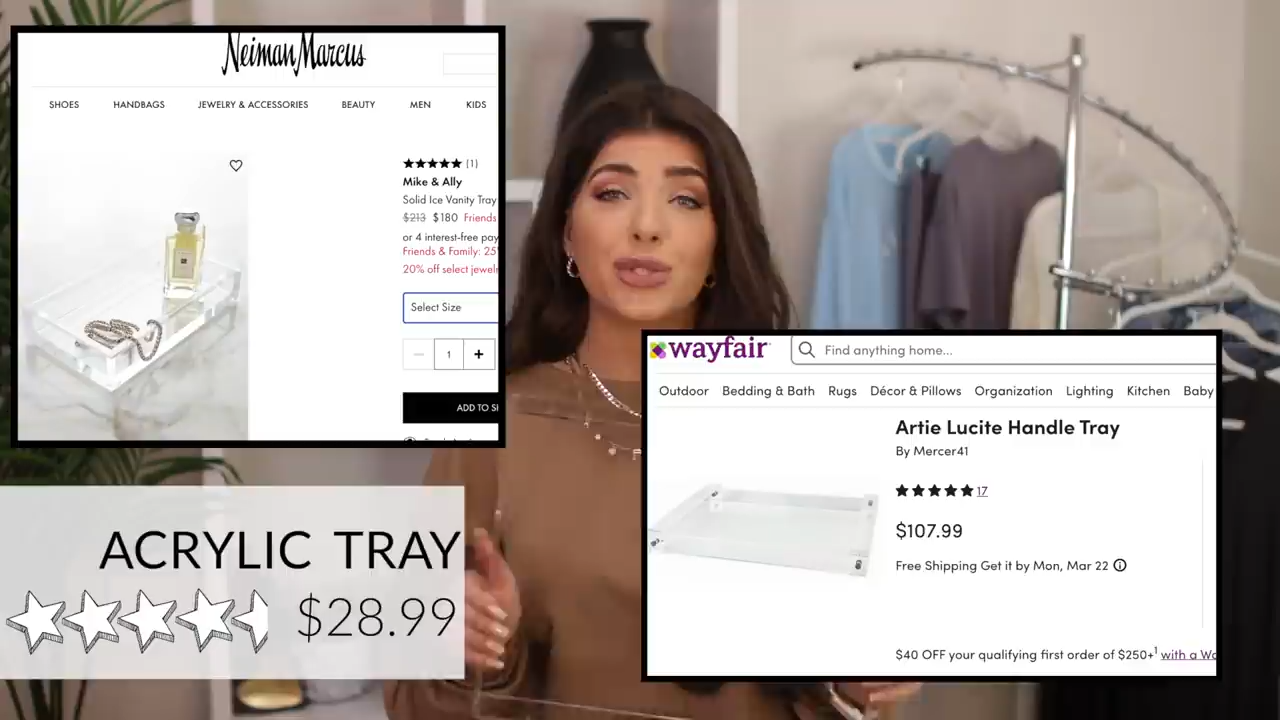 Neiman Marcus
SHOES HANDBAGS JEWELRY & ACCESSORIES BEAUTY MEN KIDS
(1)
Mike & Ally
Solid Ice Vanity Tray
$213 $180 Friends
or 4 interest-free pay
Friends & Family: 25
20% off select jewel
Select Size
1
ADD TO
wayfair
Find anything home...
Outdoor Bedding & Bath Rugs Décor & Pillows Organization Lighting Kitchen Baby
Artie Lucite Handle Tray
By Mercer41
17
$107.99
Free Shipping Get it by Mon, Mar 22
$40 OFF your qualifying first order of $250+1 with a
ACRYLIC TRAY
$28.99